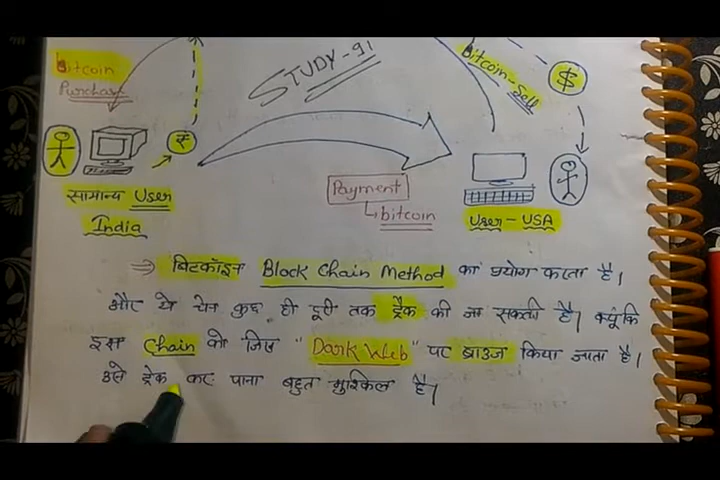 bitcoin
Purchase
STUDY-91
bitcoin-Sell
$
₹
सामान्य User
India
Payment
bitcoin
User-USA
⇒ बिटकॉइन Block Chain Method का प्रयोग करता है।
और ये चेन कुछ ही दूरी तक ट्रैक की जा सकती है। क्यूंकि
इस Chain को जिस "Dark Web" पर ब्राउज किया जाता है।
उसे ट्रेक कर पाना बहुत मुश्किल है।